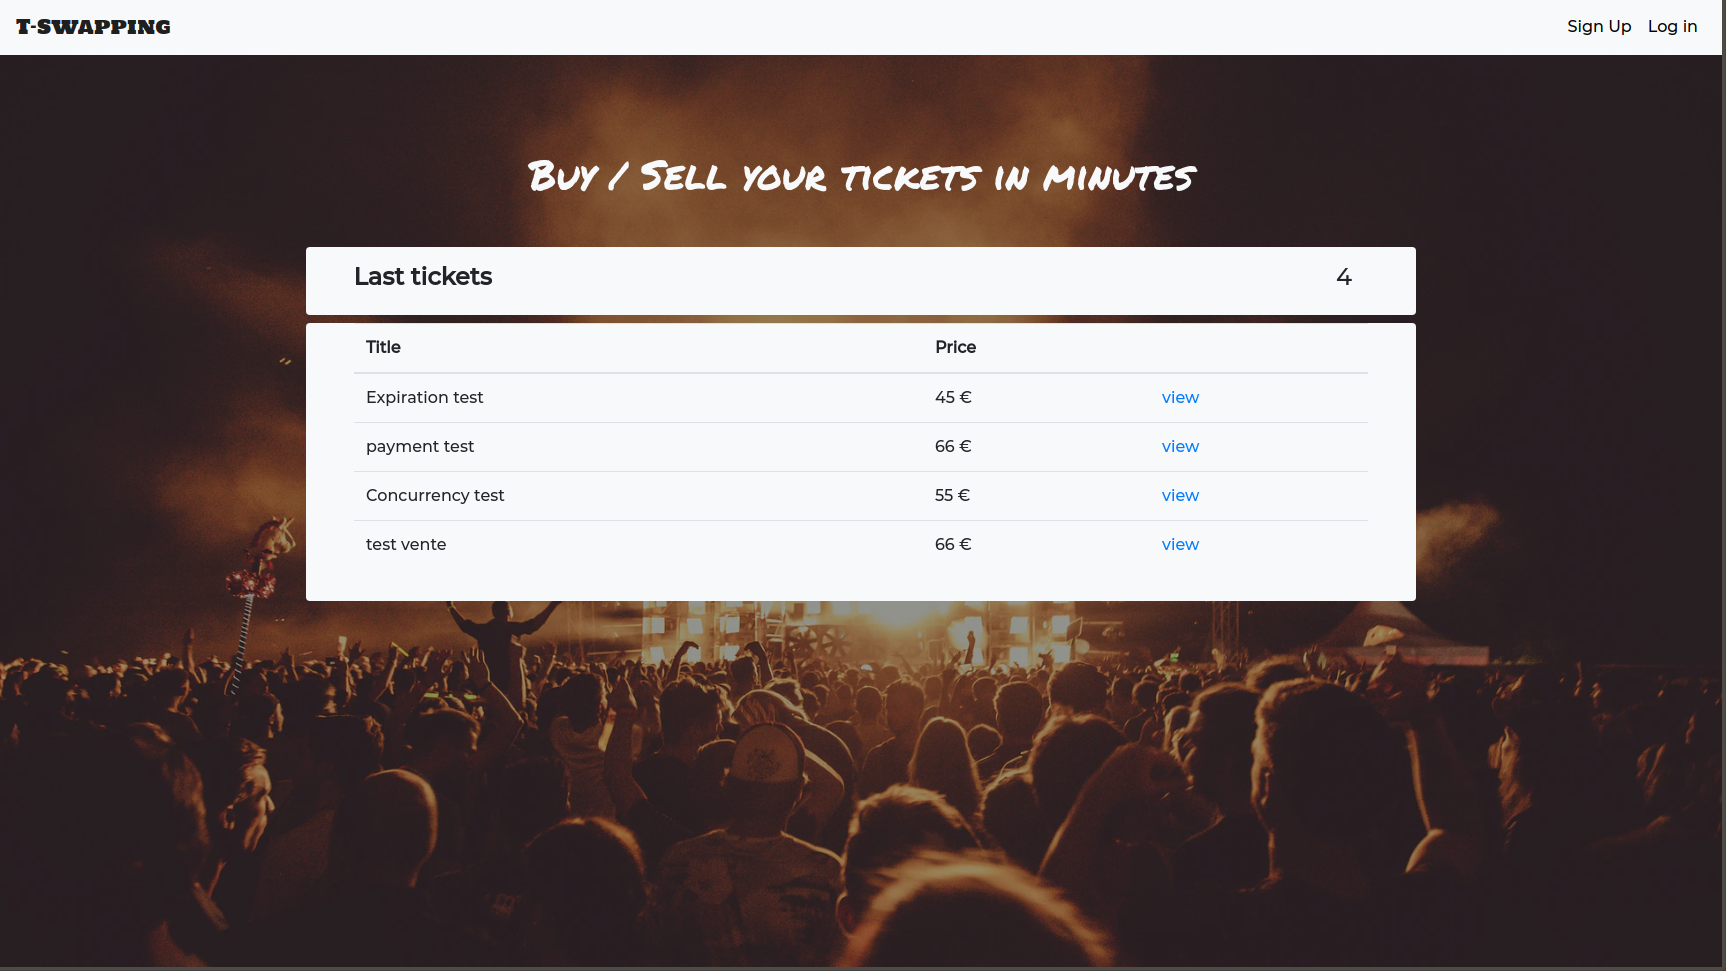 T-SWAPPING
Sign Up Log in
Buy / Sell your tickets in minutes
Last tickets 4
Title Price
Expiration test 45 € view
payment test 66 € view
Concurrency test 55 € view
test vente 66 € view